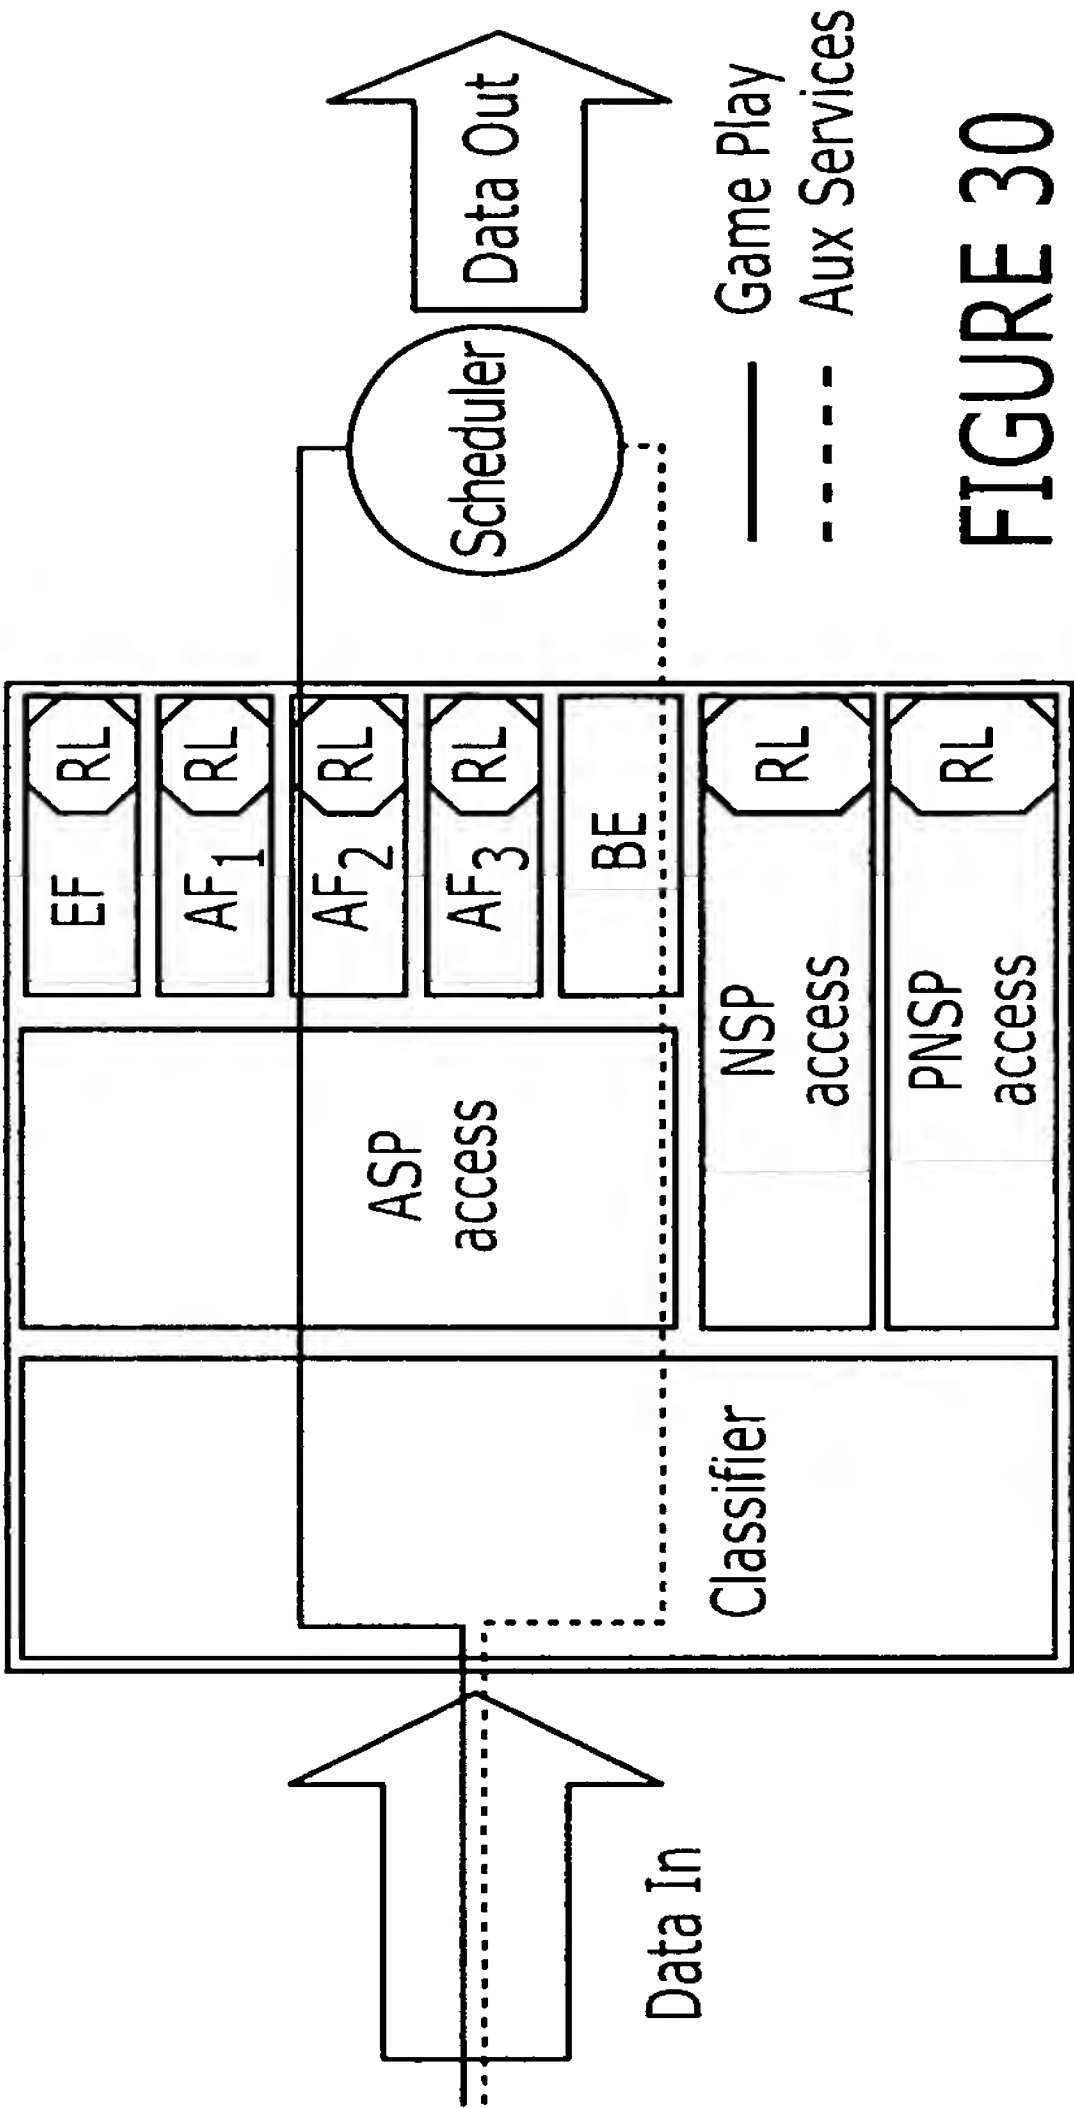 Data In
Classifier
ASP
access
EF
RL
AF1
RL
AF2
RL
AF3
RL
BE
NSP
access
RL
PNSP
access
RL
Scheduler
Data Out
Game Play
Aux Services
FIGURE 30